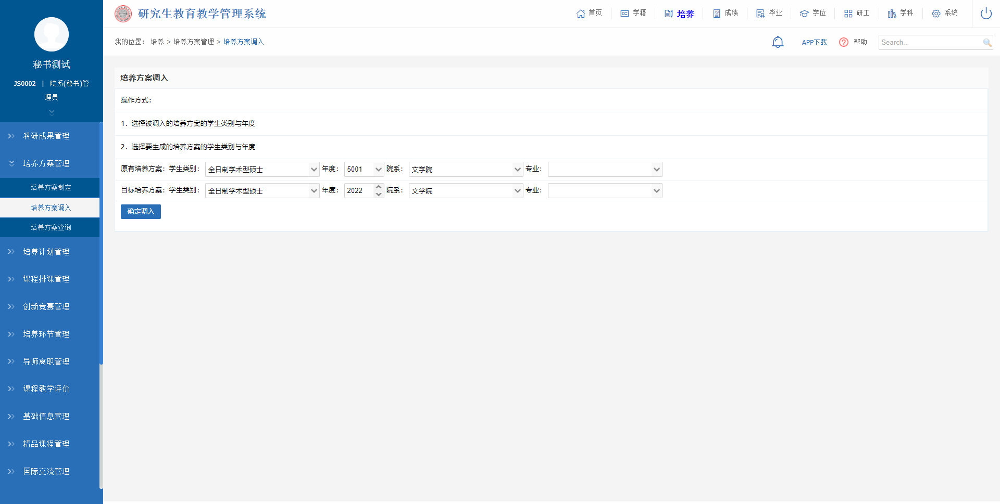 研究生教育教学管理系统
首页 学籍 培养 成绩 毕业 学位 研工 学科 系统
我的位置： 培养 > 培养方案管理 > 培养方案调入
APP下载 帮助 Search...
秘书测试
JS0002 | 院系(秘书)管
理员
科研成果管理
培养方案管理
培养方案制定
培养方案调入
培养方案查询
培养计划管理
课程排课管理
创新竞赛管理
培养环节管理
导师离职管理
课程教学评价
基础信息管理
精品课程管理
国际交流管理
培养方案调入
操作方式：
1. 选择被调入的培养方案的学生类别与年度
2. 选择要生成的培养方案的学生类别与年度
原有培养方案：学生类别： 全日制学术型硕士 年度： 5001 院系： 文学院 专业：
目标培养方案：学生类别： 全日制学术型硕士 年度： 2022 院系： 文学院 专业：
确定调入